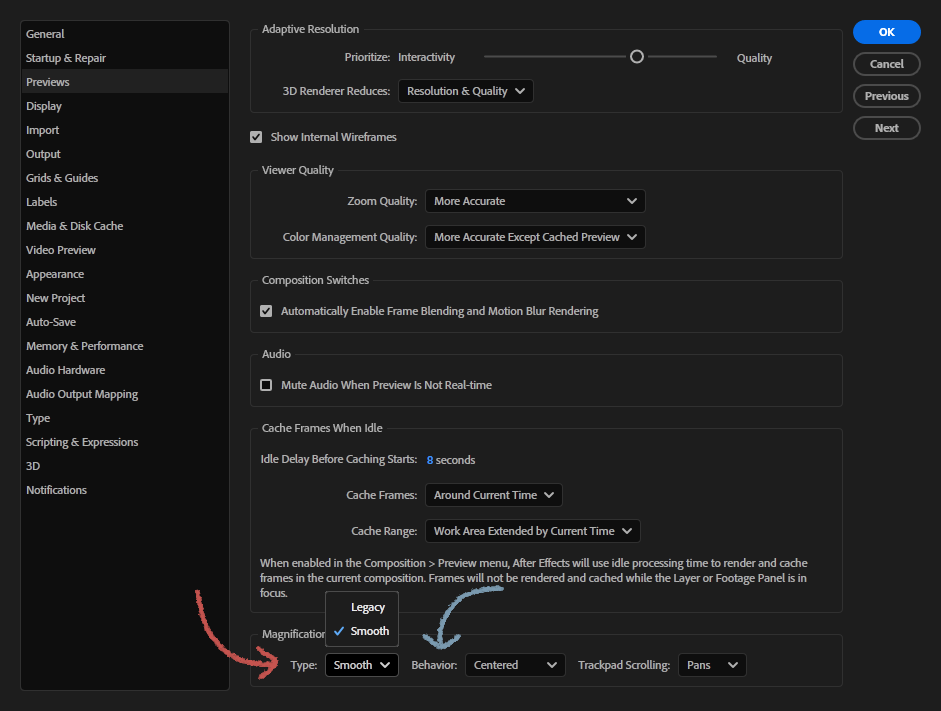 General
Startup & Repair
Previews
Display
Import
Output
Grids & Guides
Labels
Media & Disk Cache
Video Preview
Appearance
New Project
Auto-Save
Memory & Performance
Audio Hardware
Audio Output Mapping
Type
Scripting & Expressions
3D
Notifications
Adaptive Resolution
Prioritize: Interactivity Quality
3D Renderer Reduces: Resolution & Quality
Show Internal Wireframes
Viewer Quality
Zoom Quality: More Accurate
Color Management Quality: More Accurate Except Cached Preview
Composition Switches
Automatically Enable Frame Blending and Motion Blur Rendering
Audio
Mute Audio When Preview Is Not Real-time
Cache Frames When Idle
Idle Delay Before Caching Starts: 8 seconds
Cache Frames: Around Current Time
Cache Range: Work Area Extended by Current Time
When enabled in the Composition > Preview menu, After Effects will use idle processing time to render and cache
frames in the current composition. Frames will not be rendered and cached while the Layer or Footage Panel is in
focus.
Legacy
Smooth
Magnification
Type: Smooth Behavior: Centered Trackpad Scrolling: Pans
OK
Cancel
Previous
Next